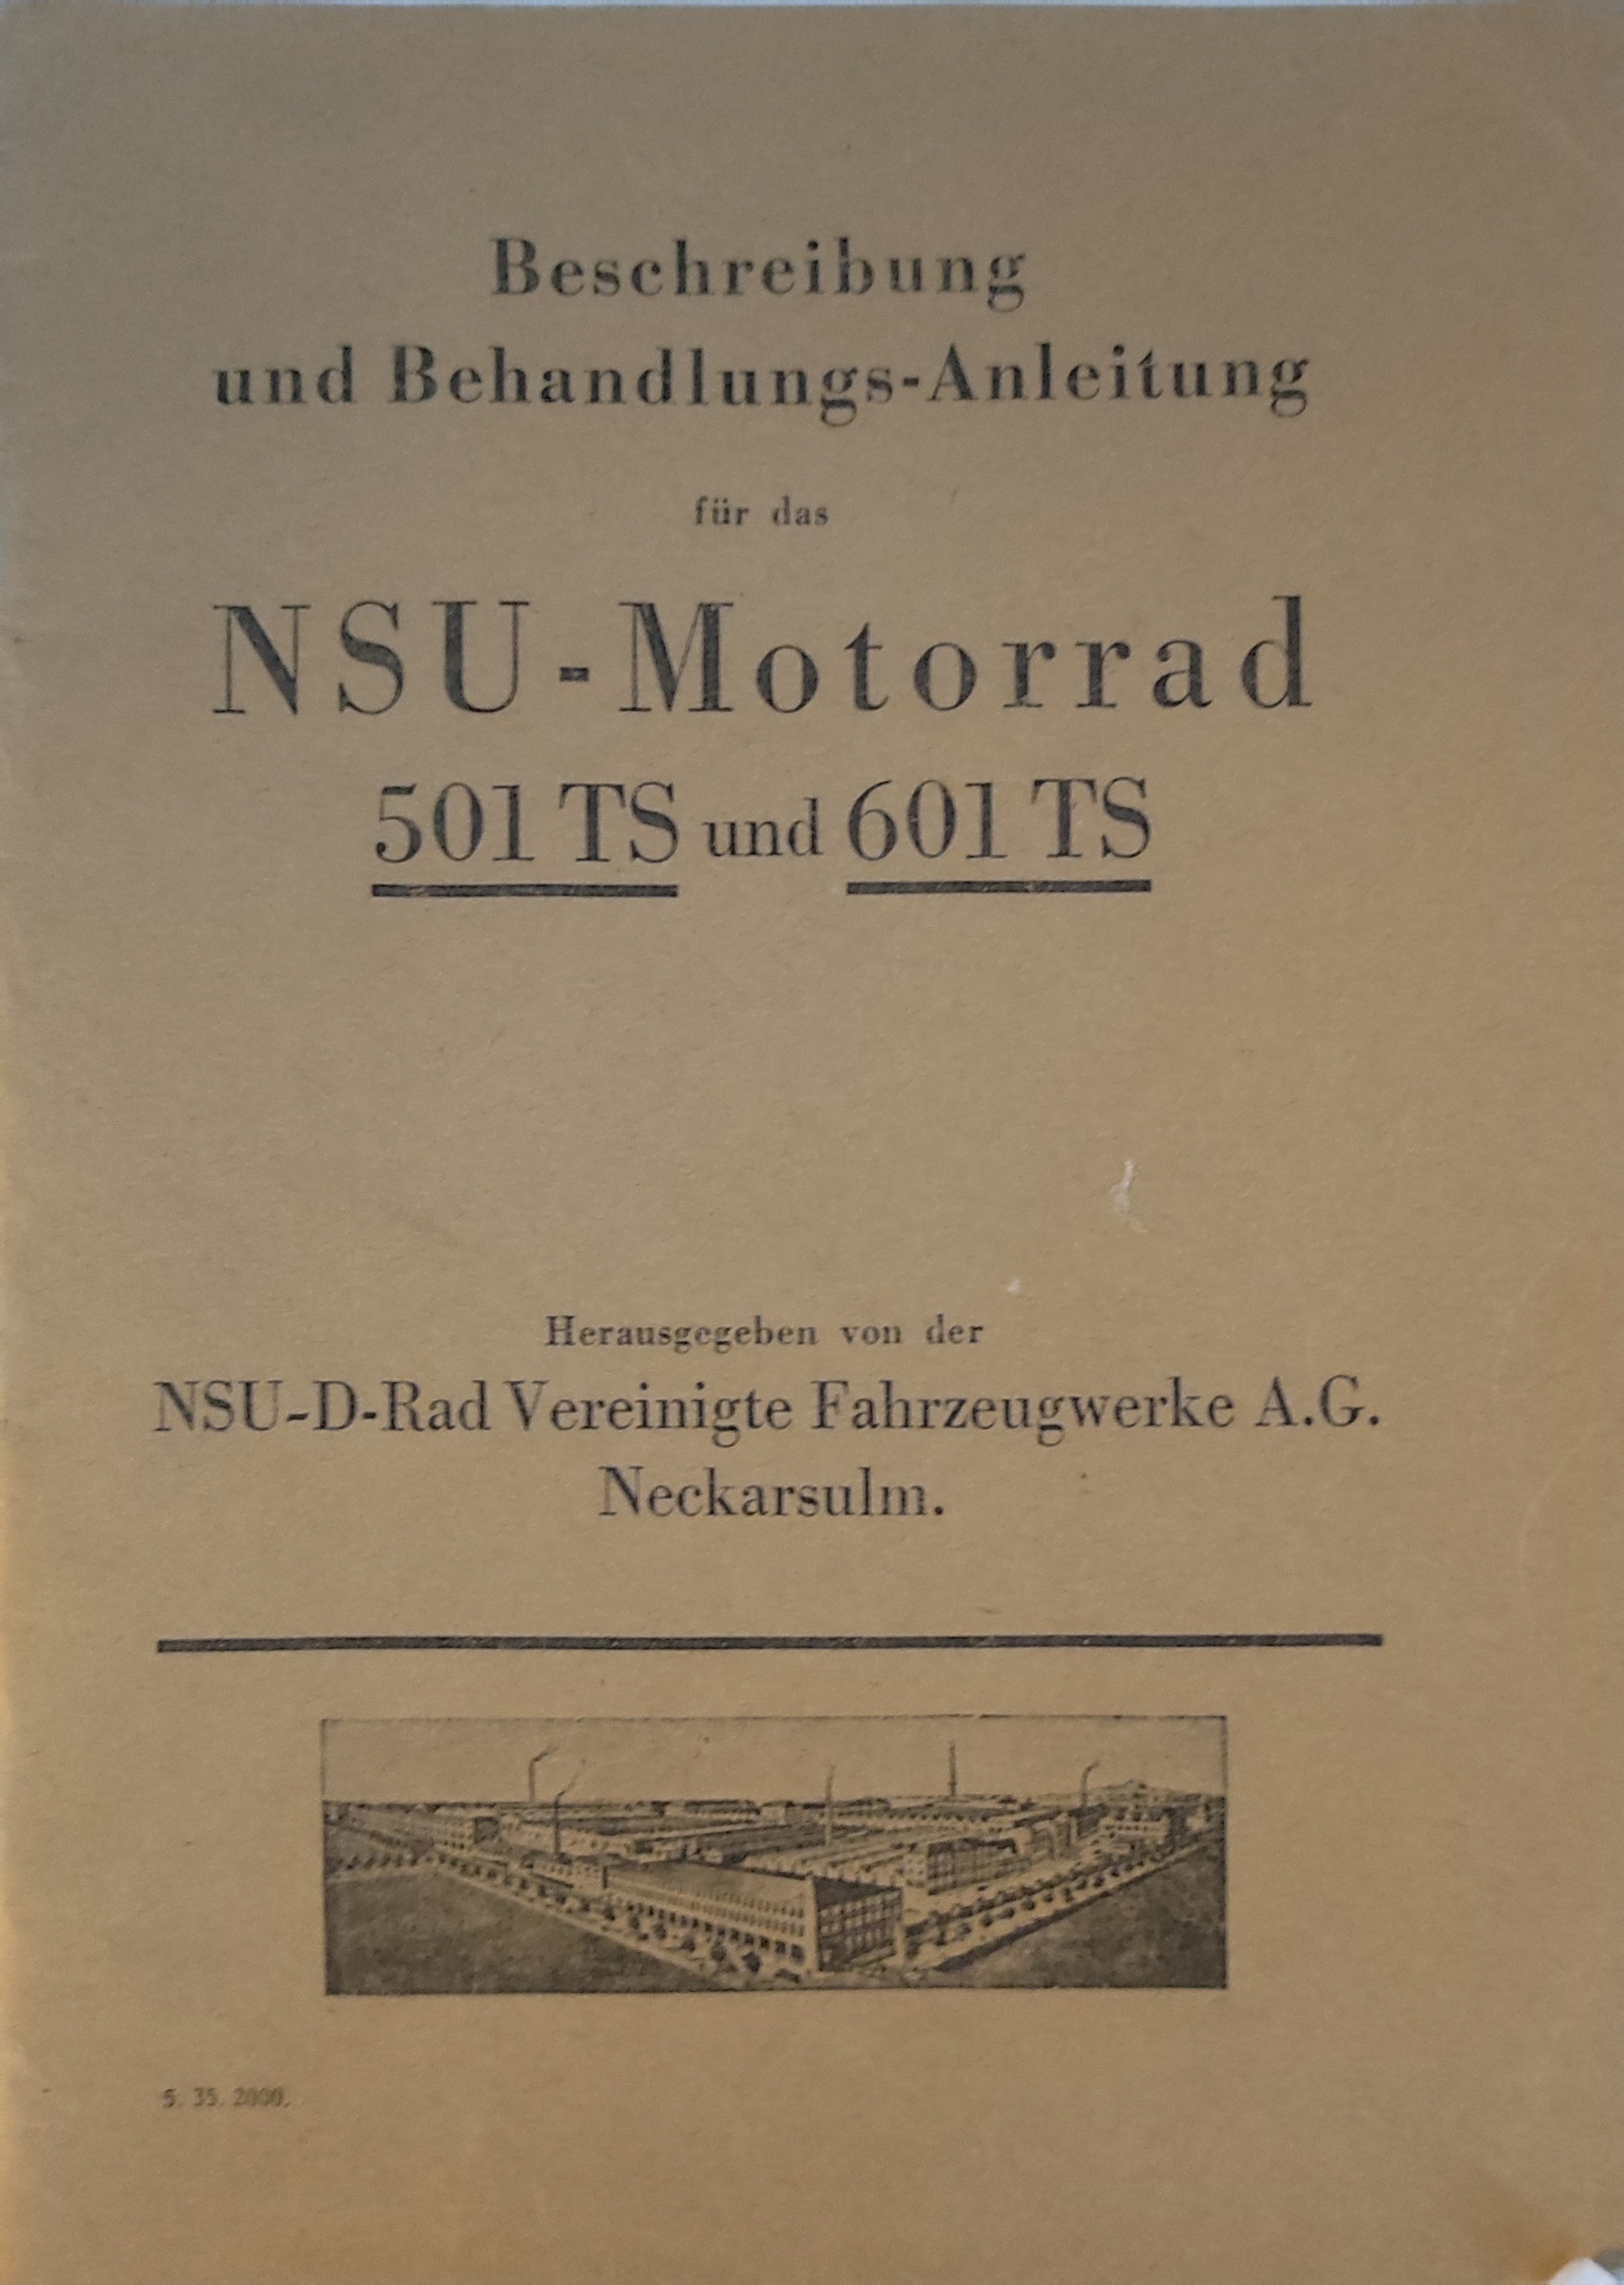 Beschreibung
und Behandlungs-Anleitung
für das
NSU-Motorrad
501 TS und 601 TS
Herausgegeben von der
NSU-D-Rad Vereinigte Fahrzeugwerke A.G.
Neckarsulm.
5. 35. 2000.